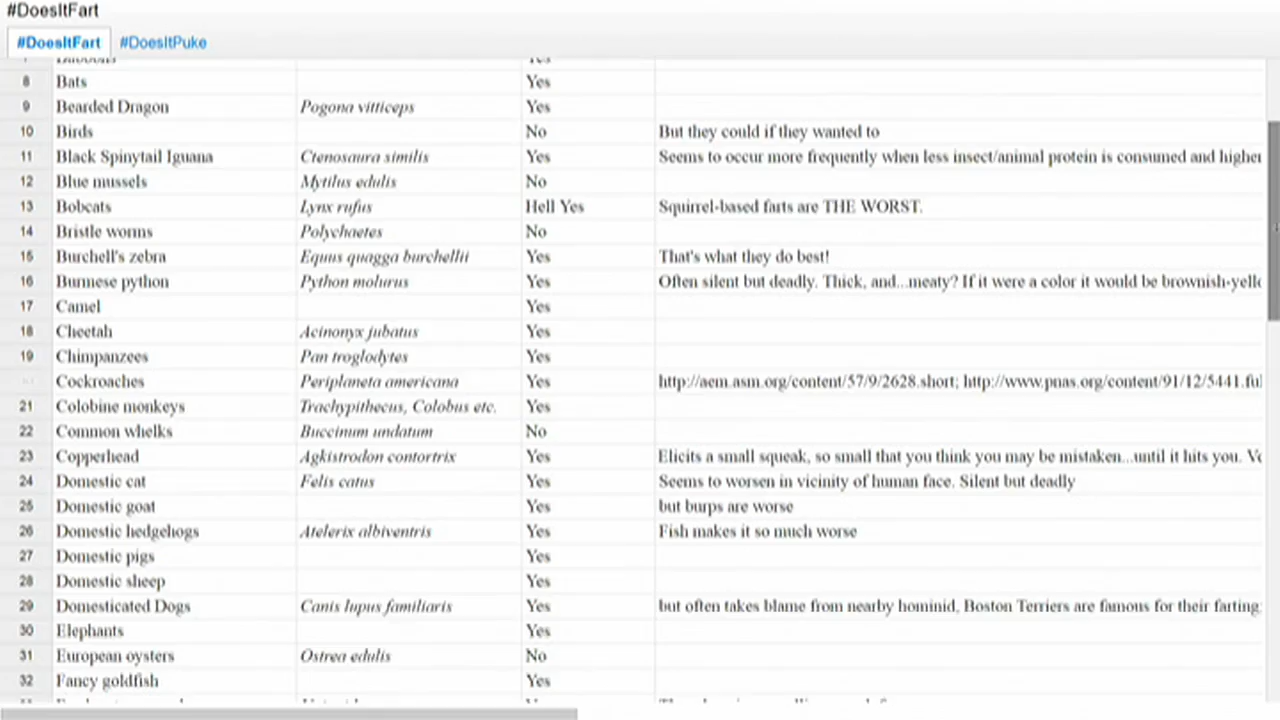 #DoesItFart
#DoesItFart #DoesItPuke
8 Bats Yes
9 Bearded Dragon Pogona vitticeps Yes
10 Birds No But they could if they wanted to
11 Black Spinytail Iguana Ctenosaura similis Yes Seems to occur more frequently when less insect/animal protein is consumed and higher
12 Blue mussels Mytilus edulis No
13 Bobcats Lynx rufus Hell Yes Squirrel-based farts are THE WORST.
14 Bristle worms Polychaetes No
15 Burchell's zebra Equus quagga burchellii Yes That's what they do best!
16 Burmese python Python molurus Yes Often silent but deadly. Thick, and...meaty? If it were a color it would be brownish-yell
17 Camel Yes
18 Cheetah Acinonyx jubatus Yes
19 Chimpanzees Pan troglodytes Yes
Cockroaches Periplaneta americana Yes http://aem.asm.org/content/57/9/2628.short; http://www.pnas.org/content/91/12/5441.ful
21 Colobine monkeys Trachypithecus, Colobus etc. Yes
22 Common whelks Buccinum undatum No
23 Copperhead Agkistrodon contortrix Yes Elicits a small squeak, so small that you think you may be mistaken...until it hits you.
24 Domestic cat Felis catus Yes Seems to worsen in vicinity of human face. Silent but deadly
25 Domestic goat Yes but burps are worse
26 Domestic hedgehogs Atelerix albiventris Yes Fish makes it so much worse
27 Domestic pigs Yes
28 Domestic sheep Yes
29 Domesticated Dogs Canis lupus familiaris Yes but often takes blame from nearby hominid, Boston Terriers are famous for their farting
30 Elephants Yes
31 European oysters Ostrea edulis No
32 Fancy goldfish Yes